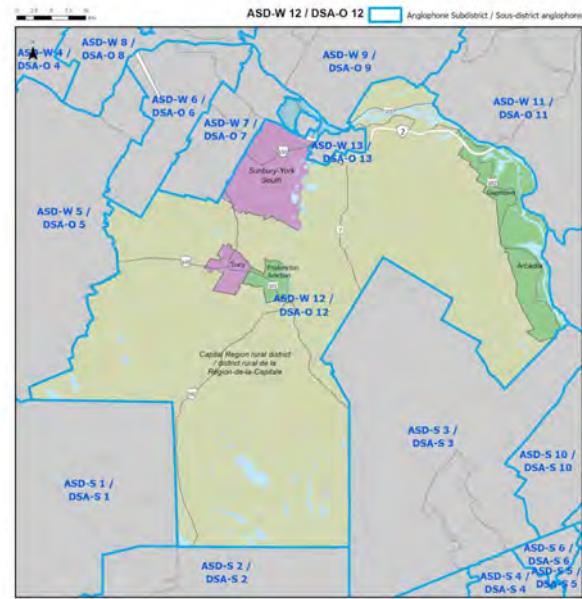 ASD-W 12 / DSA-O 12
Anglophone Subdistrict / Sous-district anglophone
ASD-W 4 /
DSA-O 4
ASD-W 8 /
DSA-O 8
ASD-W 9 /
DSA-O 9
ASD-W 6 /
DSA-O 6
ASD-W 7 /
DSA-O 7
ASD-W 11 /
DSA-O 11
ASD-W 13 /
DSA-O 13
2
Sunbury-York
South
ASD-W 5 /
DSA-O 5
Arcadia
Tracy
Fredericton
Junction
ASD-W 12 /
DSA-O 12
Capital Region rural district
/ district rural de la
Région-de-la-Capitale
ASD-S 3 /
DSA-S 3
ASD-S 1 /
DSA-S 1
ASD-S 10 /
DSA-S 10
ASD-S 2 /
DSA-S 2
ASD-S 6 /
DSA-S 6
ASD-S 4 /
DSA-S 4
ASD-S 5 /
DSA-S 5